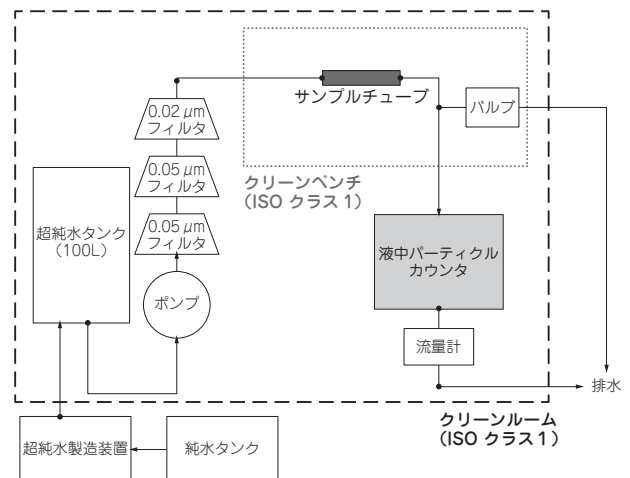 サンプルチューブ
バルブ
0.02 μm
フィルタ
0.05 μm
フィルタ
0.05 μm
フィルタ
クリーンベンチ
(ISO クラス 1)
超純水タンク
(100L)
液中パーティクル
カウンタ
ポンプ
流量計
排水
クリーンルーム
(ISO クラス 1)
超純水製造装置
純水タンク